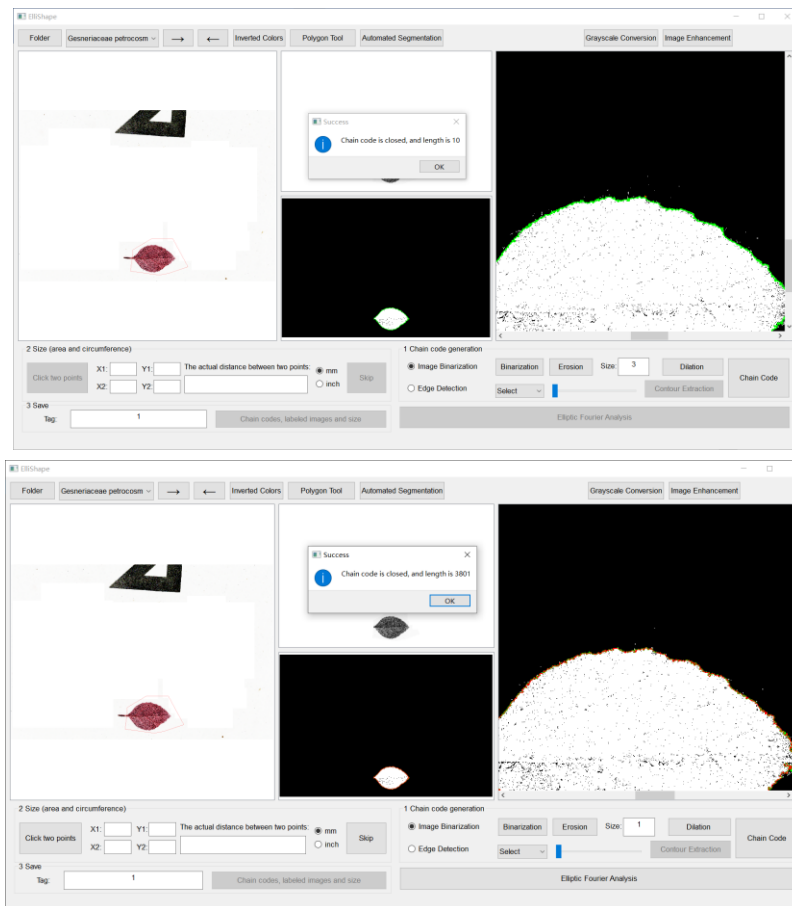 ElliShape
Folder Gesneriaceae petrocosm → ← Inverted Colors Polygon Tool Automated Segmentation Grayscale Conversion Image Enhancement
Success
Chain code is closed, and length is 10
OK
2 Size (area and circumference)
Click two points X1: Y1: The actual distance between two points: mm Skip
X2: Y2: inch
3 Save
Tag: 1 Chain codes, labeled images and size
1 Chain code generation
Image Binarization Binarization Erosion Size: 3 Dilation Chain Code
Edge Detection Select Contour Extraction
Elliptic Fourier Analysis
ElliShape
Folder Gesneriaceae petrocosm → ← Inverted Colors Polygon Tool Automated Segmentation Grayscale Conversion Image Enhancement
Success
Chain code is closed, and length is 3801
OK
2 Size (area and circumference)
Click two points X1: Y1: The actual distance between two points: mm Skip
X2: Y2: inch
3 Save
Tag: 1 Chain codes, labeled images and size
1 Chain code generation
Image Binarization Binarization Erosion Size: 1 Dilation Chain Code
Edge Detection Select Contour Extraction
Elliptic Fourier Analysis